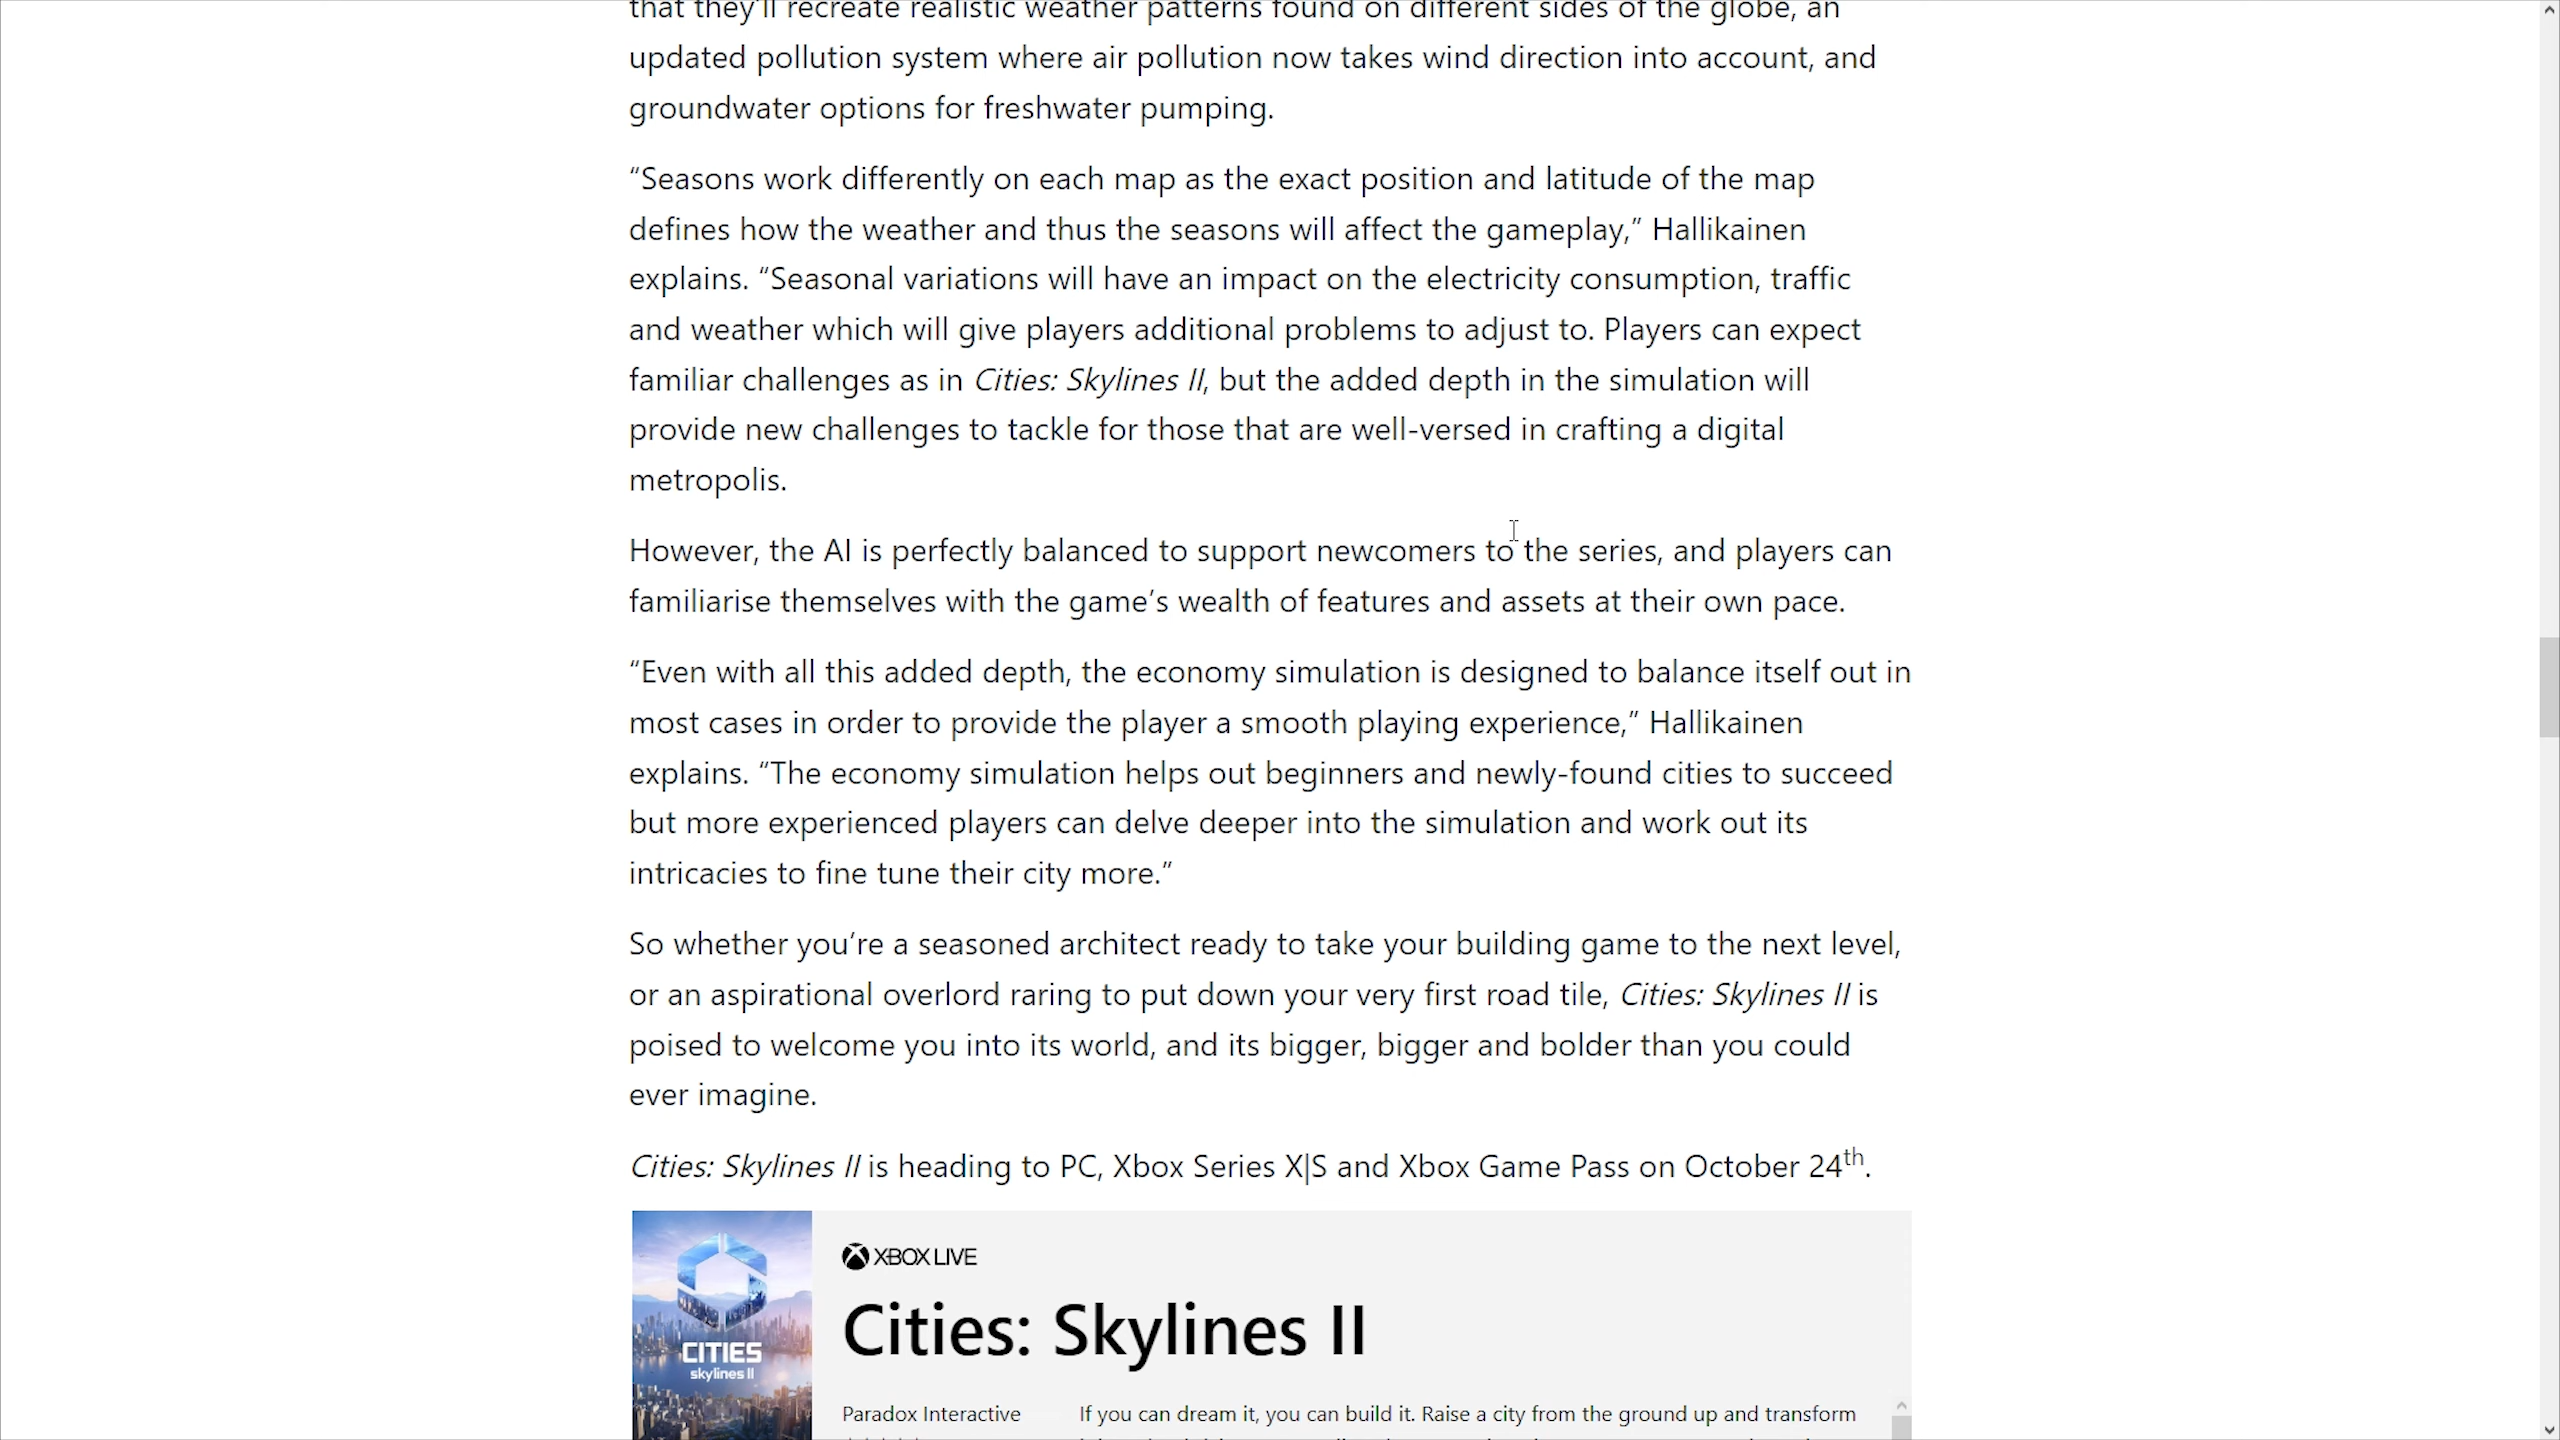 that they'll recreate realistic weather patterns found on different sides of the globe, an
updated pollution system where air pollution now takes wind direction into account, and
groundwater options for freshwater pumping.
“Seasons work differently on each map as the exact position and latitude of the map
defines how the weather and thus the seasons will affect the gameplay,” Hallikainen
explains. “Seasonal variations will have an impact on the electricity consumption, traffic
and weather which will give players additional problems to adjust to. Players can expect
familiar challenges as in Cities: Skylines II, but the added depth in the simulation will
provide new challenges to tackle for those that are well-versed in crafting a digital
metropolis.
However, the AI is perfectly balanced to support newcomers to the series, and players can
familiarise themselves with the game’s wealth of features and assets at their own pace.
“Even with all this added depth, the economy simulation is designed to balance itself out in
most cases in order to provide the player a smooth playing experience,” Hallikainen
explains. “The economy simulation helps out beginners and newly-found cities to succeed
but more experienced players can delve deeper into the simulation and work out its
intricacies to fine tune their city more.”
So whether you’re a seasoned architect ready to take your building game to the next level,
or an aspirational overlord raring to put down your very first road tile, Cities: Skylines II is
poised to welcome you into its world, and its bigger, bigger and bolder than you could
ever imagine.
Cities: Skylines II is heading to PC, Xbox Series X|S and Xbox Game Pass on October 24th.
XBOX LIVE
Cities: Skylines II
CITIES
skylines II
Paradox Interactive
If you can dream it, you can build it. Raise a city from the ground up and transform